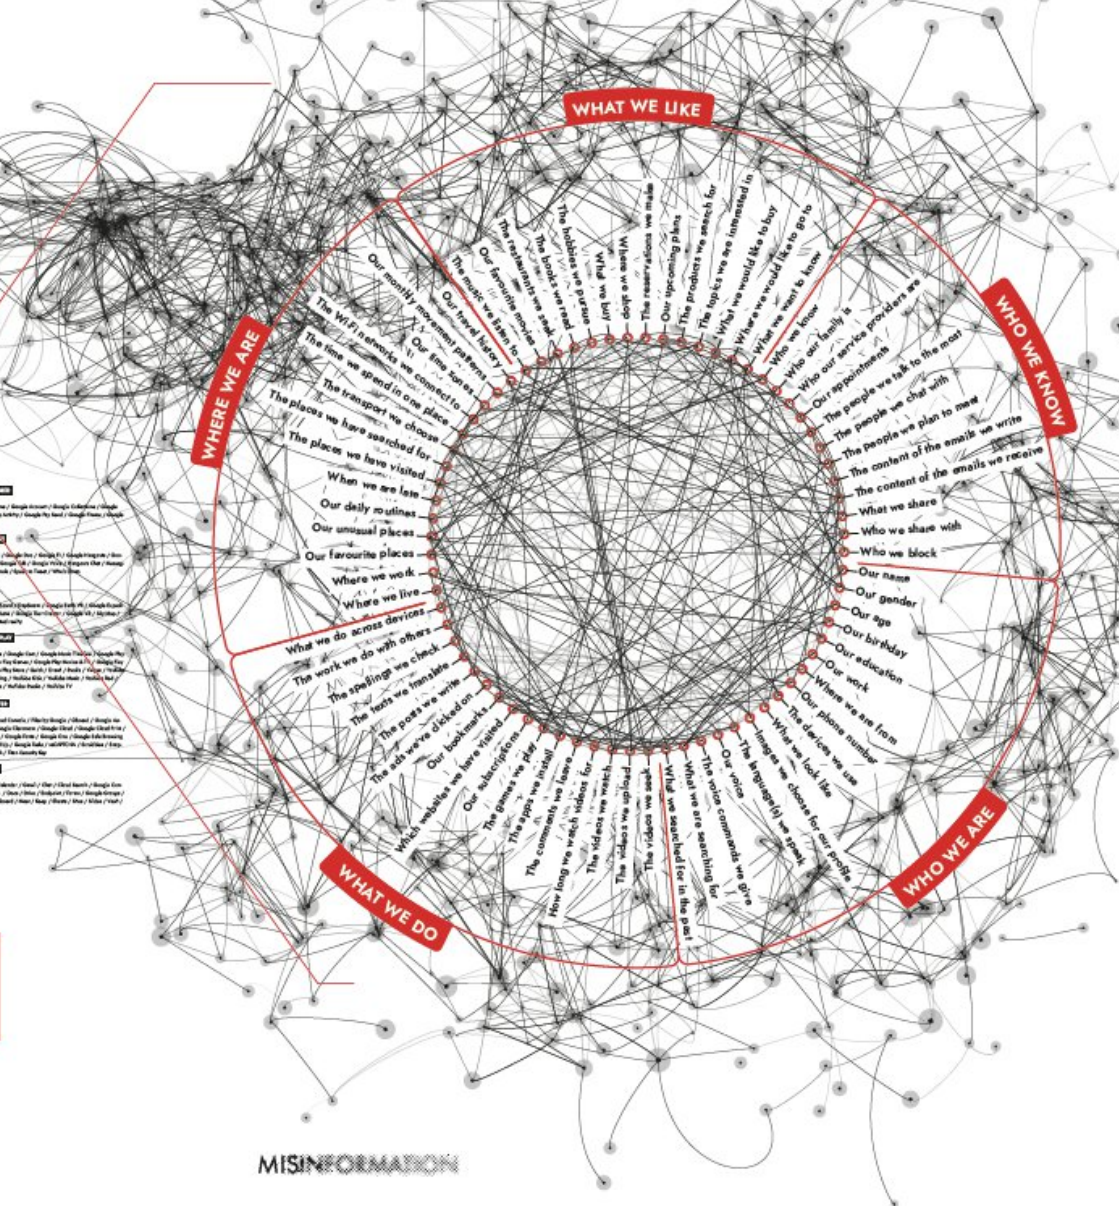 WHAT WE LIKE
The music we listen to
Our favourite movies
The restaurants we seek
The books we read
The hobbies we pursue
What we buy
Where we shop
The reservations we make
Our upcoming plans
The products we search for
The topics we are interested in
What we would like to buy
Where we would like to go to
What we want to know
WHO WE KNOW
Who we know
Who our family is
Who our service providers are
Our appointments
The people we talk to the most
The people we chat with
The people we plan to meet
The content of the emails we write
The content of the emails we receive
What we share
Who we share with
Who we block
WHO WE ARE
Our name
Our gender
Our age
Our birthday
Our education
Our work
Where we are from
Our phone number
The devices we use
What we look like
Images we choose for our profile
The language(s) we speak
Our voice
The voice commands we give
What we are searching for
What we searched for in the past
WHAT WE DO
The videos we seek
The videos we upload
The videos we watch
How long we watch videos for
The comments we leave
The apps we install
The games we play
Our subscriptions
Which websites we have visited
Our bookmarks
The ads we've clicked on
The posts we write
The texts we translate
The spellings we check
The work we do with others
What we do across devices
WHERE WE ARE
Where we live
Where we work
Our favourite places
Our unusual places
Our daily routines
When we are late
The places we have visited
The places we have searched for
The transport we choose
The time we spend in one place
The WiFi networks we connect to
Our time zones
Our monthly movement patterns
Our travel history
MISINFORMATION